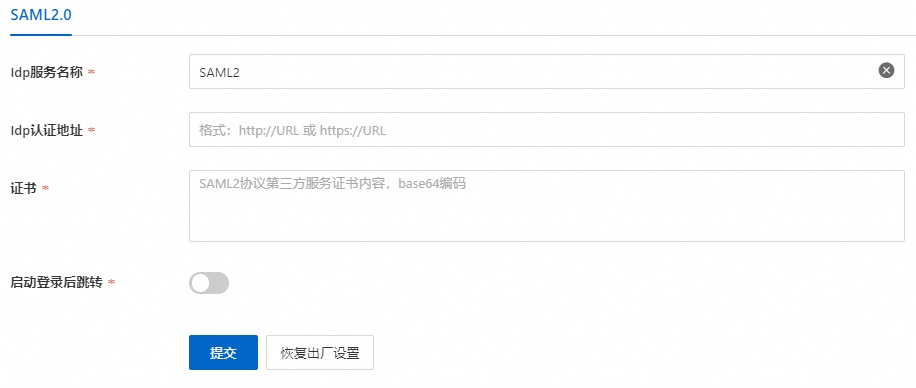 SAML2.0
Idp服务名称 *
SAML2
Idp认证地址 *
格式：http://URL 或 https://URL
证书 *
SAML2协议第三方服务证书内容，base64编码
启动登录后跳转 *
提交
恢复出厂设置